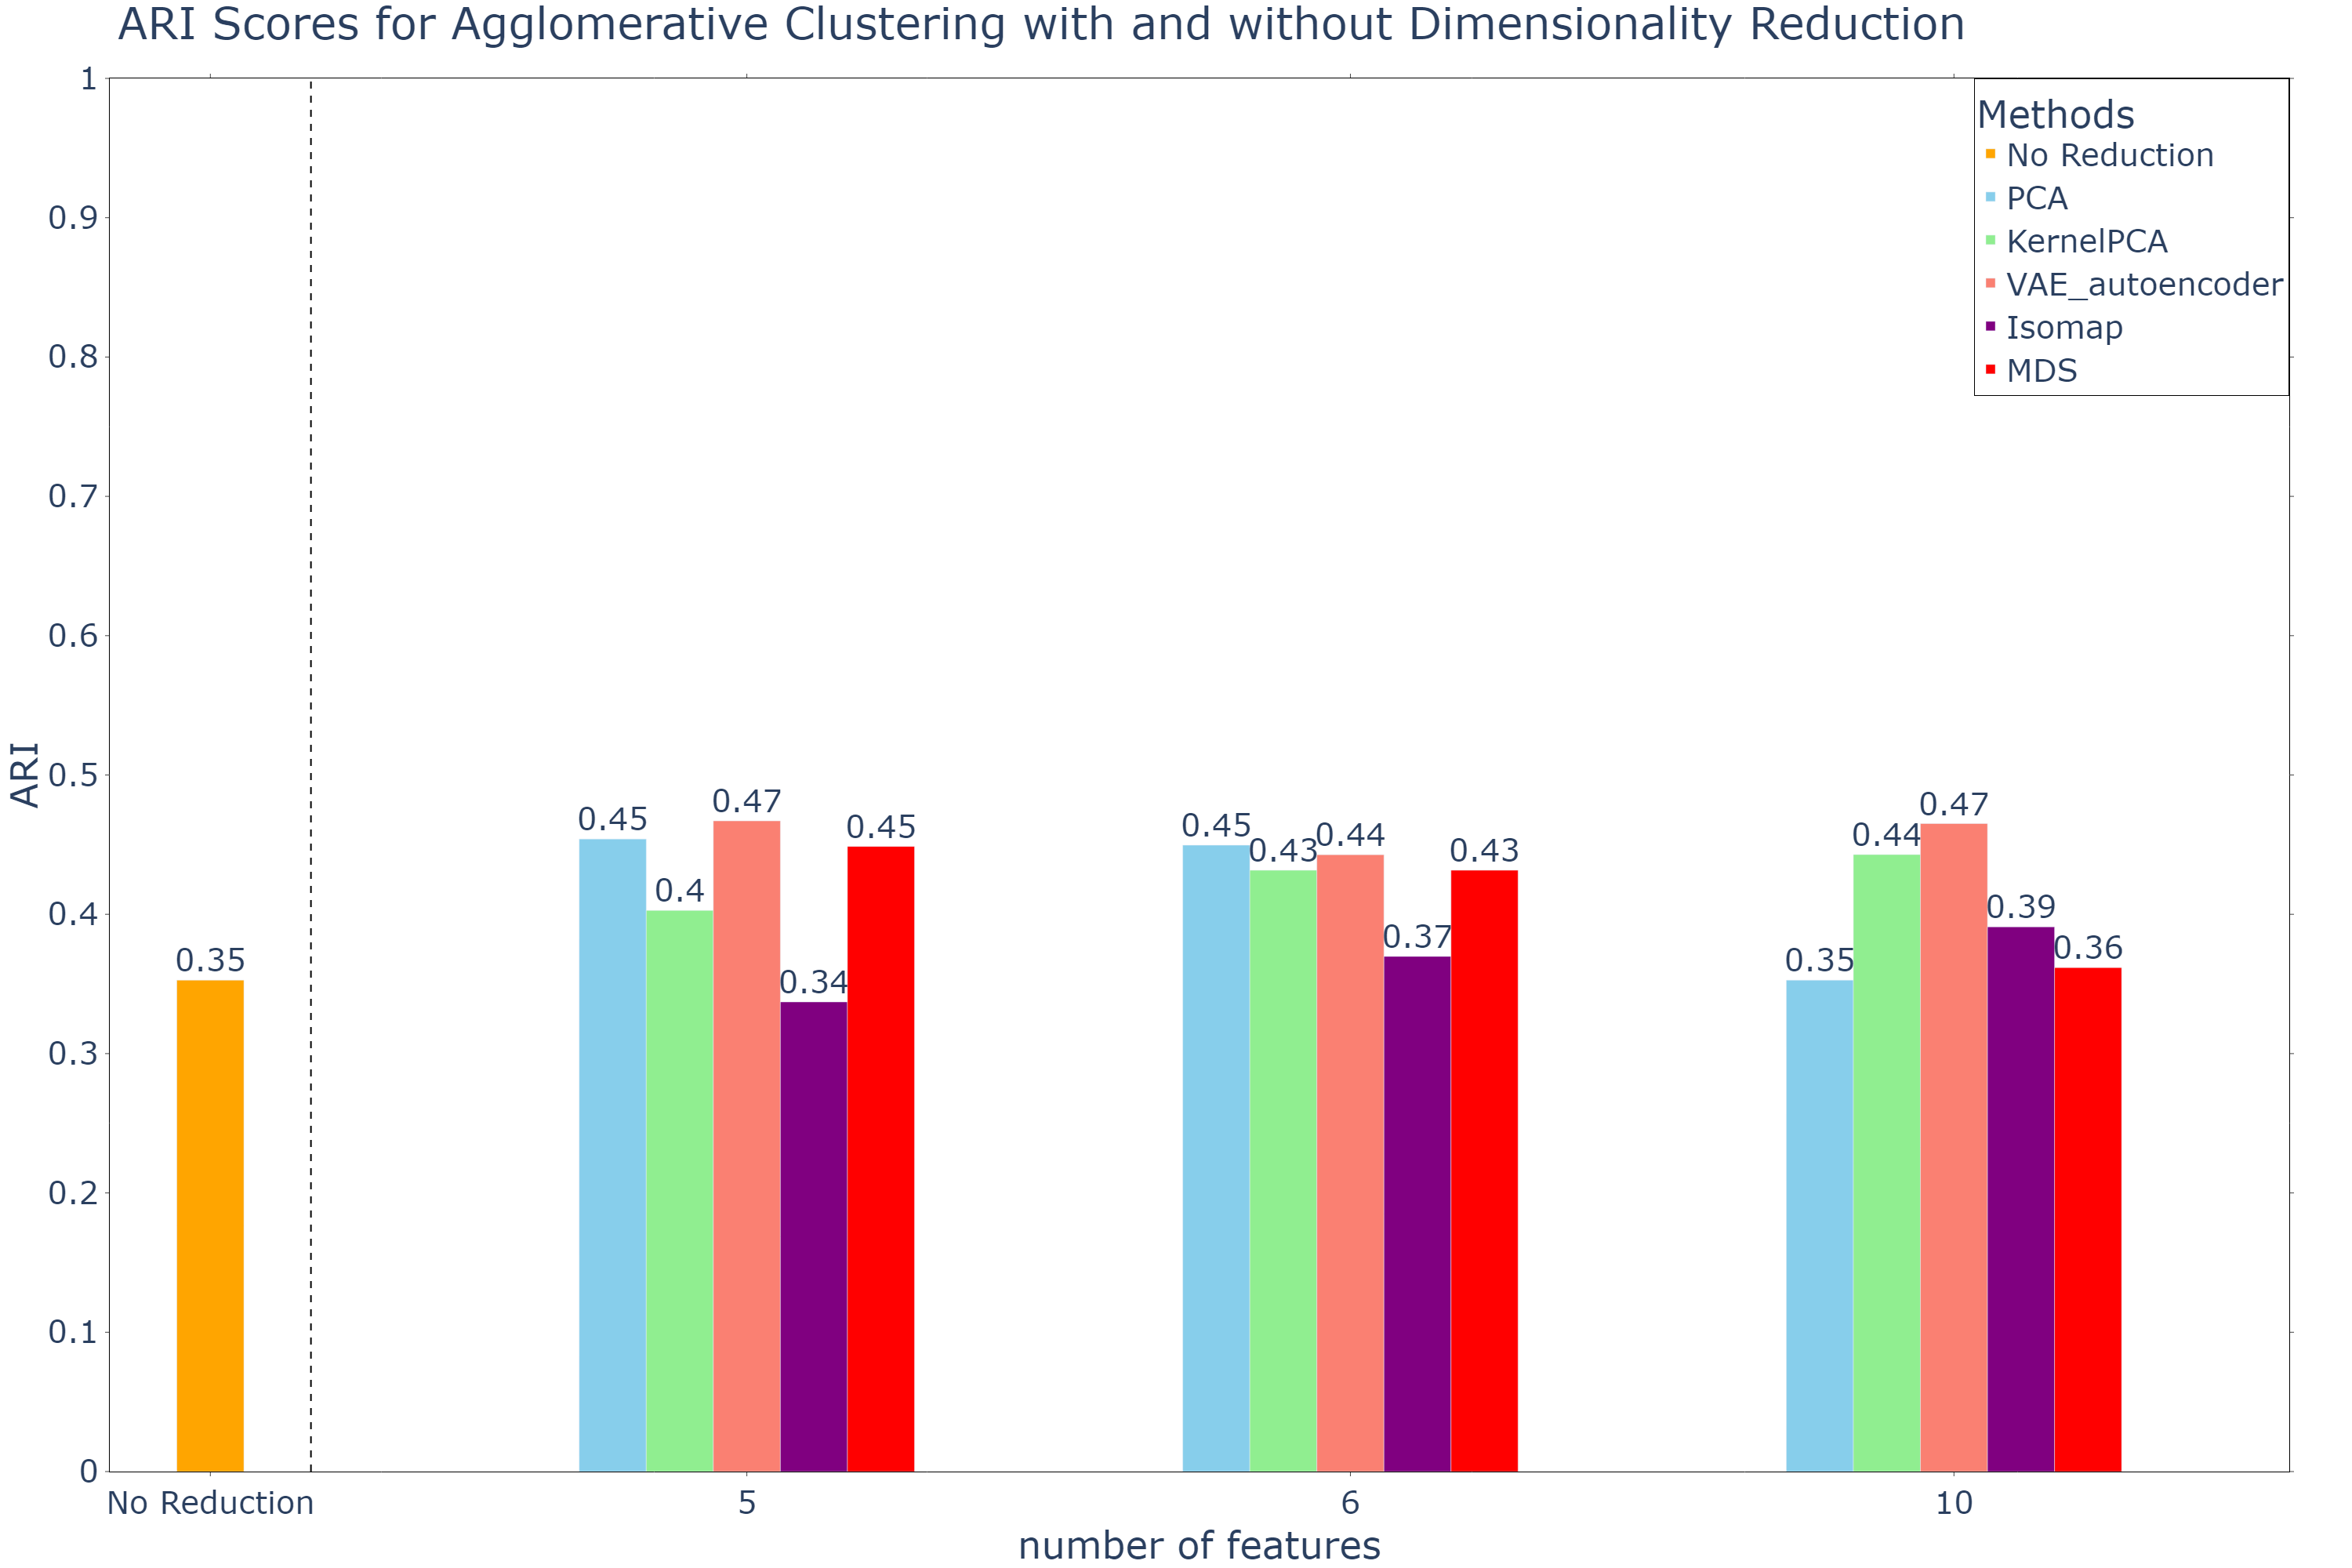 ARI Scores for Agglomerative Clustering with and without Dimensionality Reduction
Methods
No Reduction
PCA
KernelPCA
VAE_autoencoder
Isomap
MDS
ARI
1
0.9
0.8
0.7
0.6
0.5
0.4
0.3
0.2
0.1
0
0.35
0.45
0.4
0.47
0.34
0.45
0.45
0.43
0.44
0.37
0.43
0.35
0.44
0.47
0.39
0.36
No Reduction
5
6
10
number of features